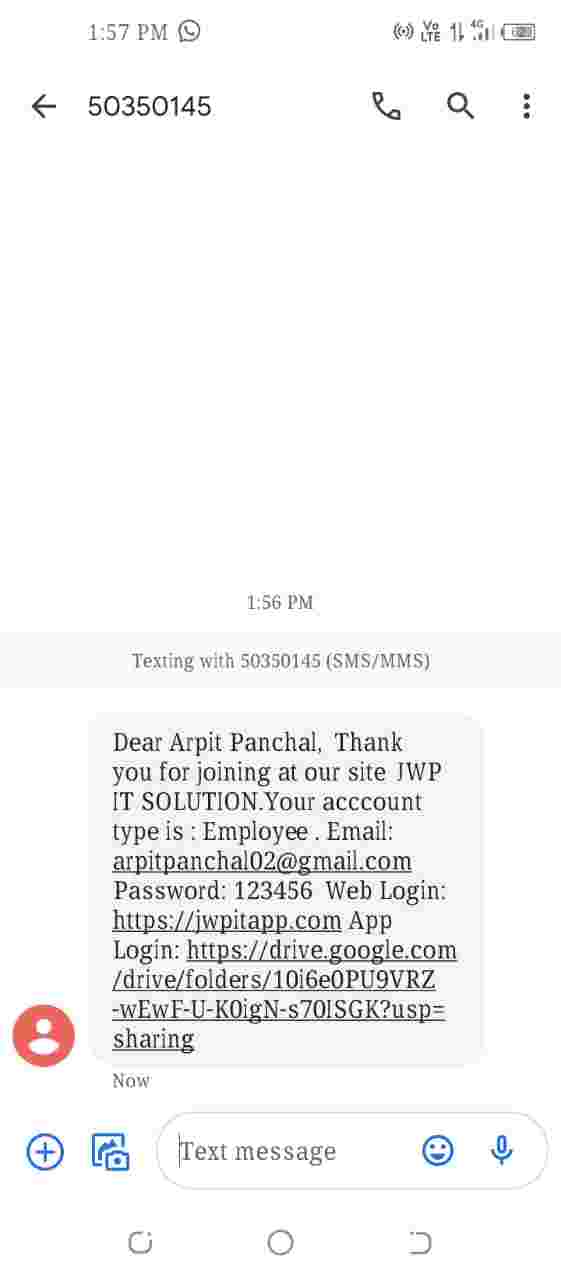 1:57 PM
Vo
LTE
4G
50350145
1:56 PM
Texting with 50350145 (SMS/MMS)
Dear Arpit Panchal,  Thank
you for joining at our site  JWP
IT SOLUTION.Your acccount
type is : Employee . Email:
arpitpanchal02@gmail.com
Password: 123456  Web Login:
https://jwpitapp.com App
Login: https://drive.google.com
/drive/folders/10i6e0PU9VRZ
-wEwF-U-K0igN-s70ISGK?usp=
sharing
Now
Text message